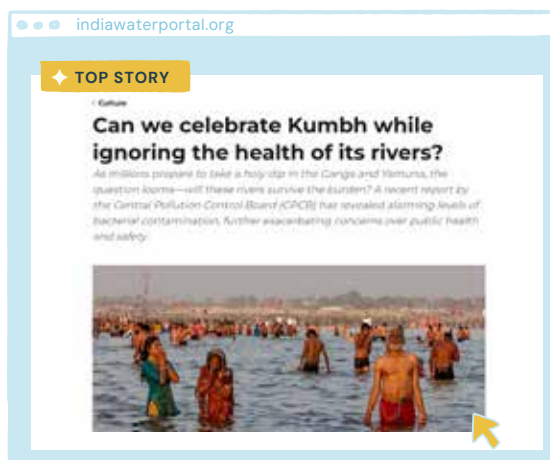 indiawaterportal.org
TOP STORY
‹ Culture
Can we celebrate Kumbh while
ignoring the health of its rivers?
As millions prepare to take a holy dip in the Ganga and Yamuna, the
question looms—will these rivers survive the burden? A recent report by
the Central Pollution Control Board (CPCB) has revealed alarming levels of
bacterial contamination, further exacerbating concerns over public health
and safety.